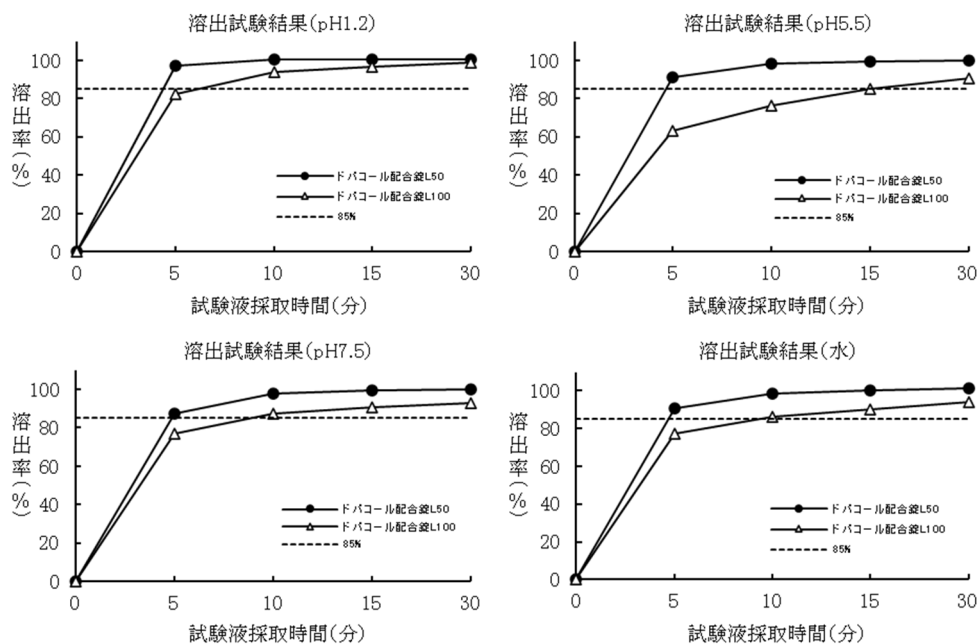 溶出試験結果(pH1.2)
溶出率(%)
100
80
60
40
20
0
ドパコール配合錠L50
ドパコール配合錠L100
85%
0 5 10 15 30
試験液採取時間(分)
溶出試験結果(pH5.5)
溶出率(%)
100
80
60
40
20
0
ドパコール配合錠L50
ドパコール配合錠L100
85%
0 5 10 15 30
試験液採取時間(分)
溶出試験結果(pH7.5)
溶出率(%)
100
80
60
40
20
0
ドパコール配合錠L50
ドパコール配合錠L100
85%
0 5 10 15 30
試験液採取時間(分)
溶出試験結果(水)
溶出率(%)
100
80
60
40
20
0
ドパコール配合錠L50
ドパコール配合錠L100
85%
0 5 10 15 30
試験液採取時間(分)